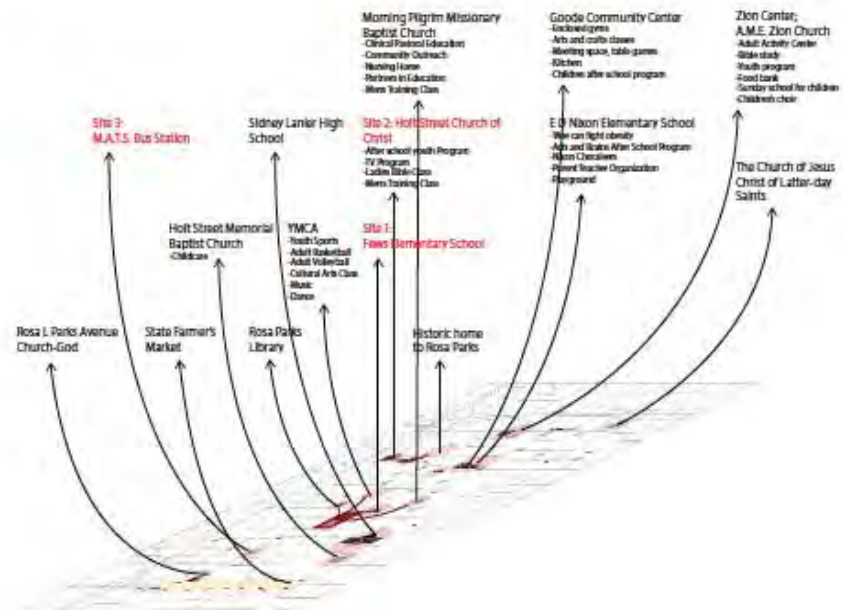 Morning Pilgrim Missionary
Baptist Church
-Clinical Pastoral Education
-Community Outreach
-Nursing Home
-Partners in Education
-Mens Training Class
Goode Community Center
-Enclosed gyms
-Arts and crafts classes
-Meeting space, table games
-Kitchen
-Children after school program
Zion Center;
A.M.E. Zion Church
-Adult Activity Center
-Bible study
-Youth program
-Food bank
-Sunday school for children
-Children's choir
Site 3:
M.A.T.S. Bus Station
Sidney Lanier High
School
Site 2: Holt Street Church of
Christ
-After school youth Program
-TV Program
-Ladies Bible Class
-Mens Training Class
E D Nixon Elementary School
-We can fight obesity
-Arts and Brains After School Program
-Nixon Choraleers
-Parent Teacher Organization
-Playground
The Church of Jesus
Christ of Latter-day
Saints
Holt Street Memorial
Baptist Church
-Childcare
YMCA
-Youth Sports
-Adult Basketball
-Adult Volleyball
-Cultural Arts Class
-Music
-Dance
Site 1:
Fews Elementary School
Rosa L Parks Avenue
Church-God
State Farmer's
Market
Rosa Parks
Library
Historic home
to Rosa Parks